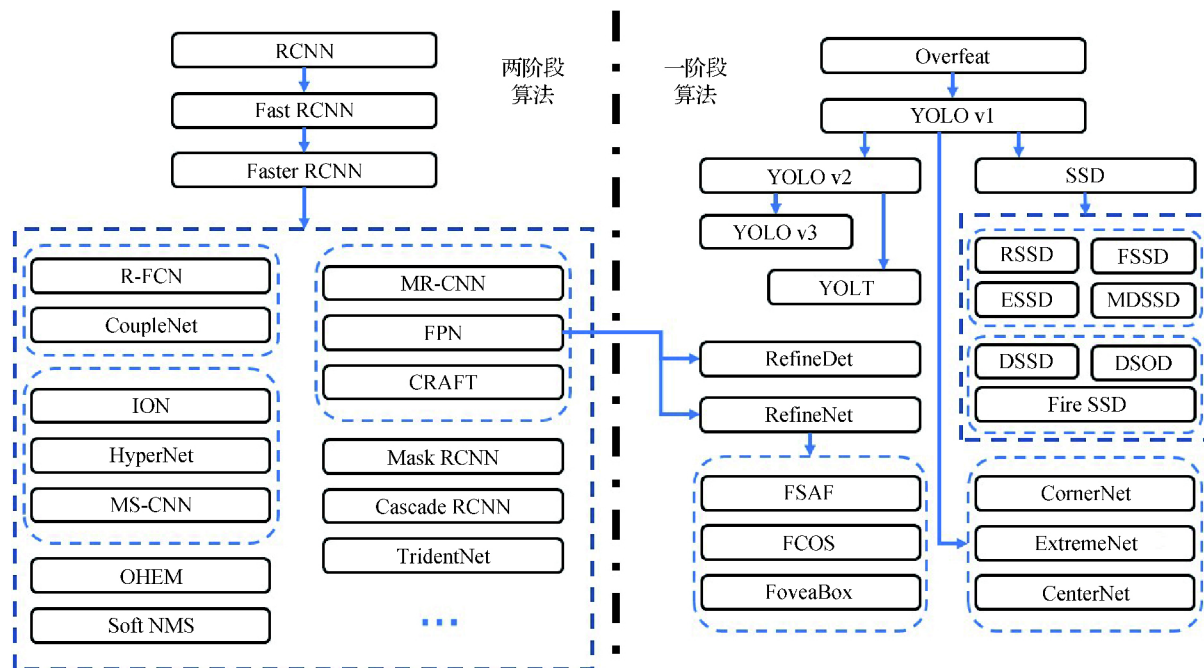 RCNN
Fast RCNN
Faster RCNN
两阶段
算法
R-FCN
CoupleNet
ION
HyperNet
MS-CNN
OHEM
Soft NMS
MR-CNN
FPN
CRAFT
Mask RCNN
Cascade RCNN
TridentNet
...
一阶段
算法
Overfeat
YOLO v1
YOLO v2
SSD
YOLO v3
YOLT
RSSD
FSSD
ESSD
MDSSD
DSSD
DSOD
Fire SSD
RefineDet
RefineNet
FSAF
FCOS
FoveaBox
CornerNet
ExtremeNet
CenterNet